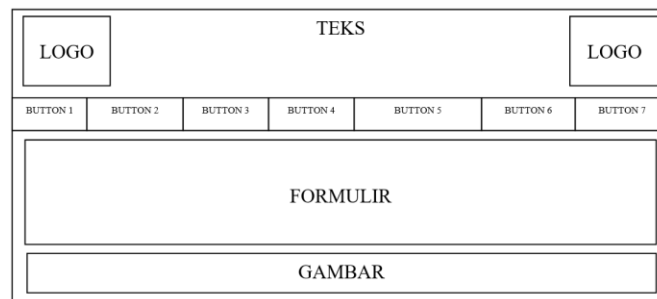 TEKS
LOGO
LOGO
BUTTON 1
BUTTON 2
BUTTON 3
BUTTON 4
BUTTON 5
BUTTON 6
BUTTON 7
FORMULIR
GAMBAR